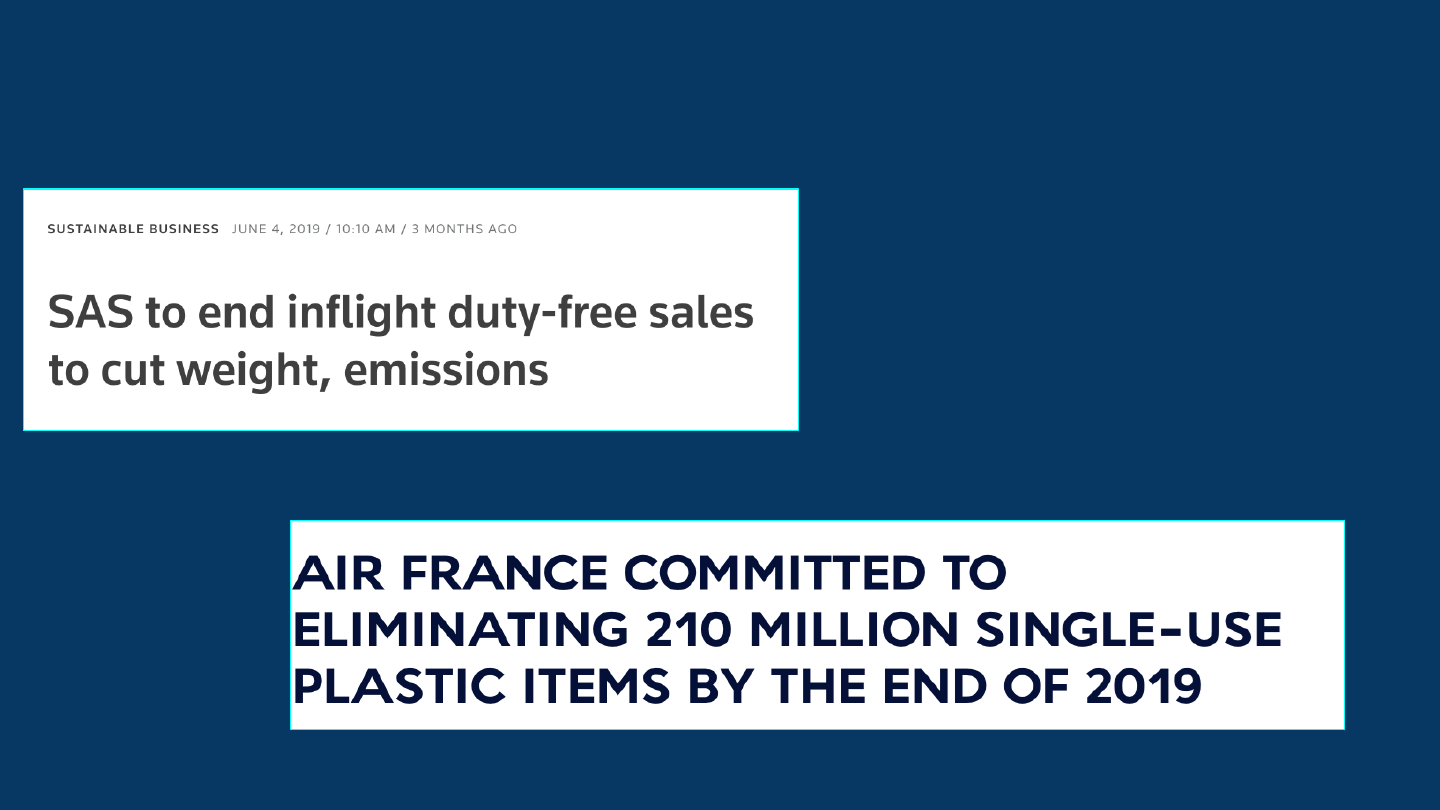 SUSTAINABLE BUSINESS JUNE 4, 2019 / 10:10 AM / 3 MONTHS AGO
SAS to end inflight duty-free sales
to cut weight, emissions
AIR FRANCE COMMITTED TO
ELIMINATING 210 MILLION SINGLE-USE
PLASTIC ITEMS BY THE END OF 2019